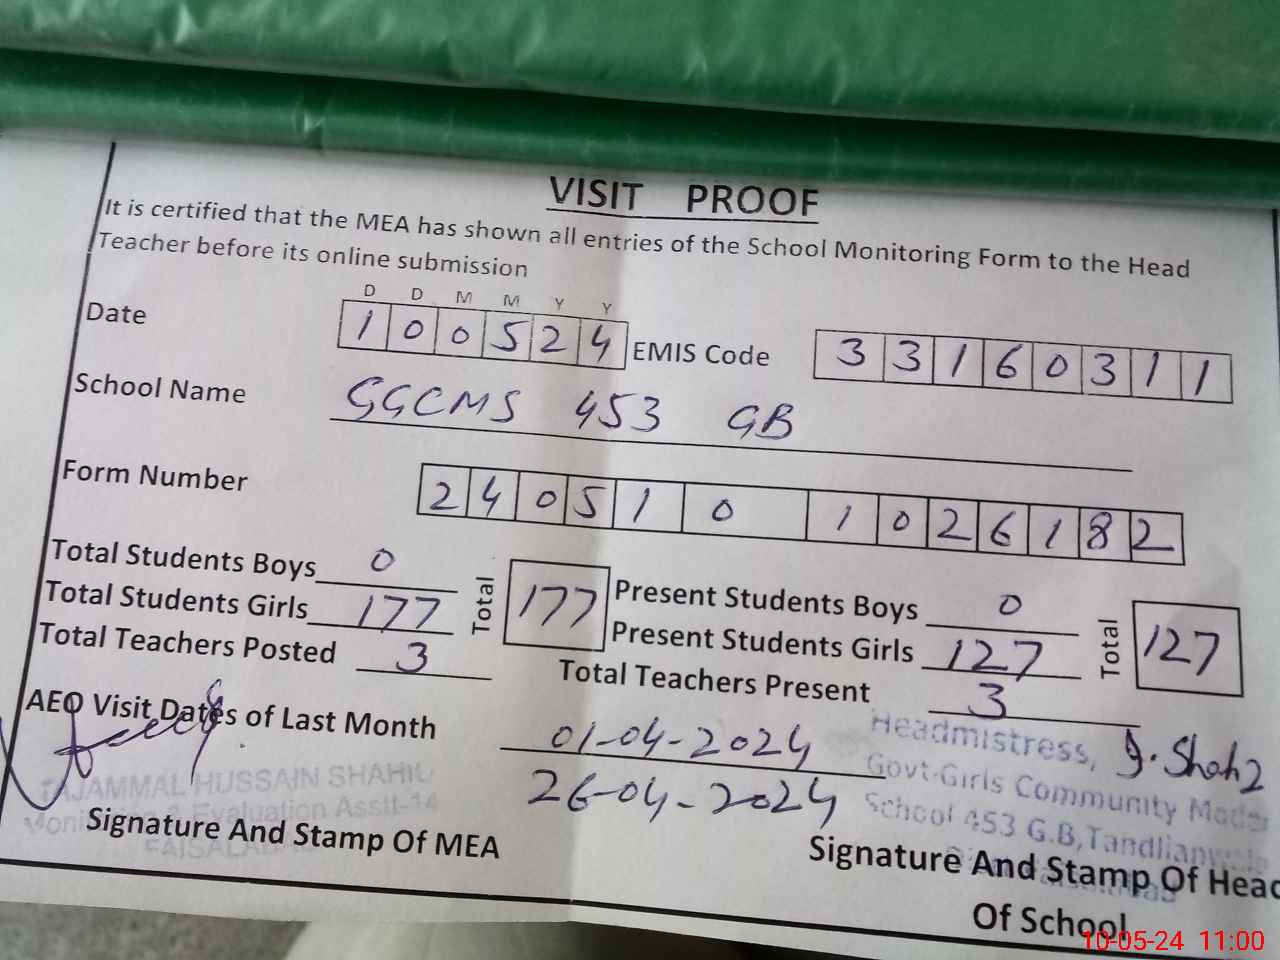 VISIT PROOF
It is certified that the MEA has shown all entries of the School Monitoring Form to the Head
Teacher before its online submission
D D M M Y Y
Date 1 0 0 5 2 4 EMIS Code 3 3 1 6 0 3 1 1
School Name GGCMS 453 GB
Form Number 2 4 0 5 1 0 1 0 2 6 1 8 2
Total Students Boys 0 Total 177 Present Students Boys 0 Total 127
Total Students Girls 177 Present Students Girls 127
Total Teachers Posted 3 Total Teachers Present 3
AEO Visit Dates of Last Month 01-04-2024
26-04-2024
Headmistress,
Govt. Girls Community Model
School 453 G.B, Tandlianwala
TAJAMMAL HUSSAIN SHAHID
Monitoring & Evaluation Asstt-14
FAISALABAD
Signature And Stamp Of MEA
Signature And Stamp Of Head
Of School
10-05-24 11:00